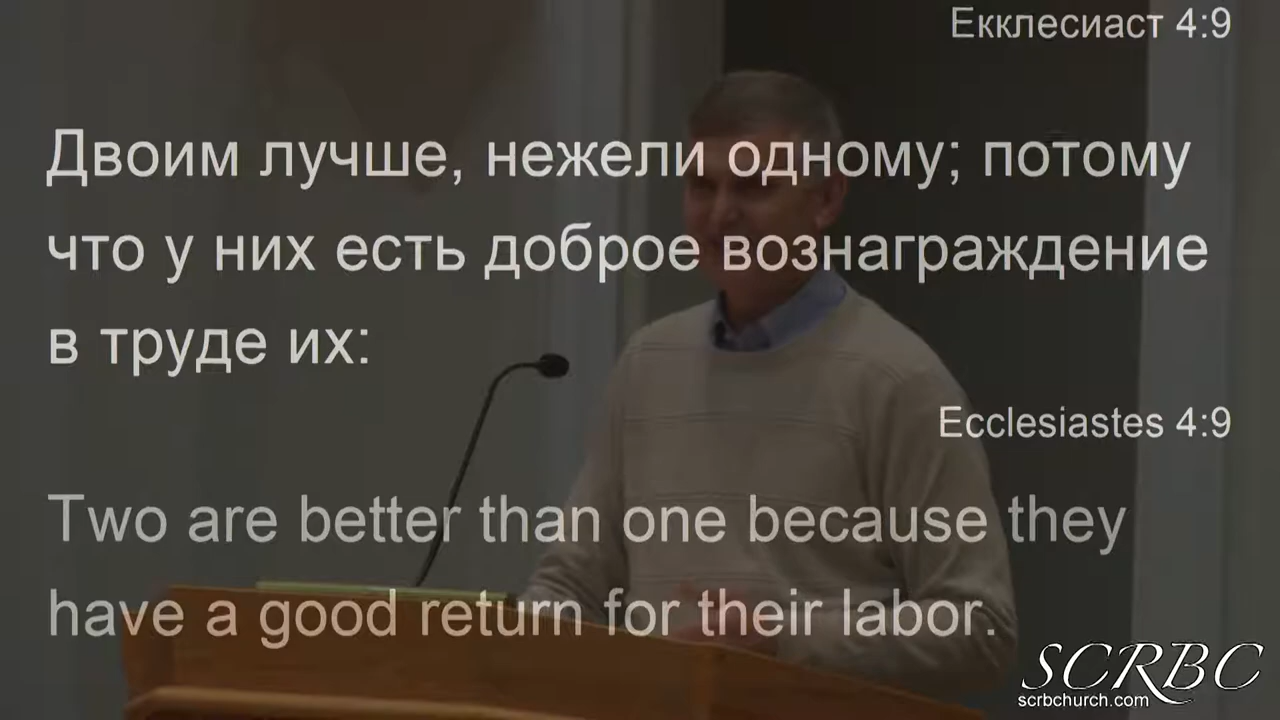 Екклесиаст 4:9
Двоим лучше, нежели одному; потому
что у них есть доброе вознаграждение
в труде их:
Ecclesiastes 4:9
Two are better than one because they
have a good return for their labor.
SCRBC
scrbchurch.com